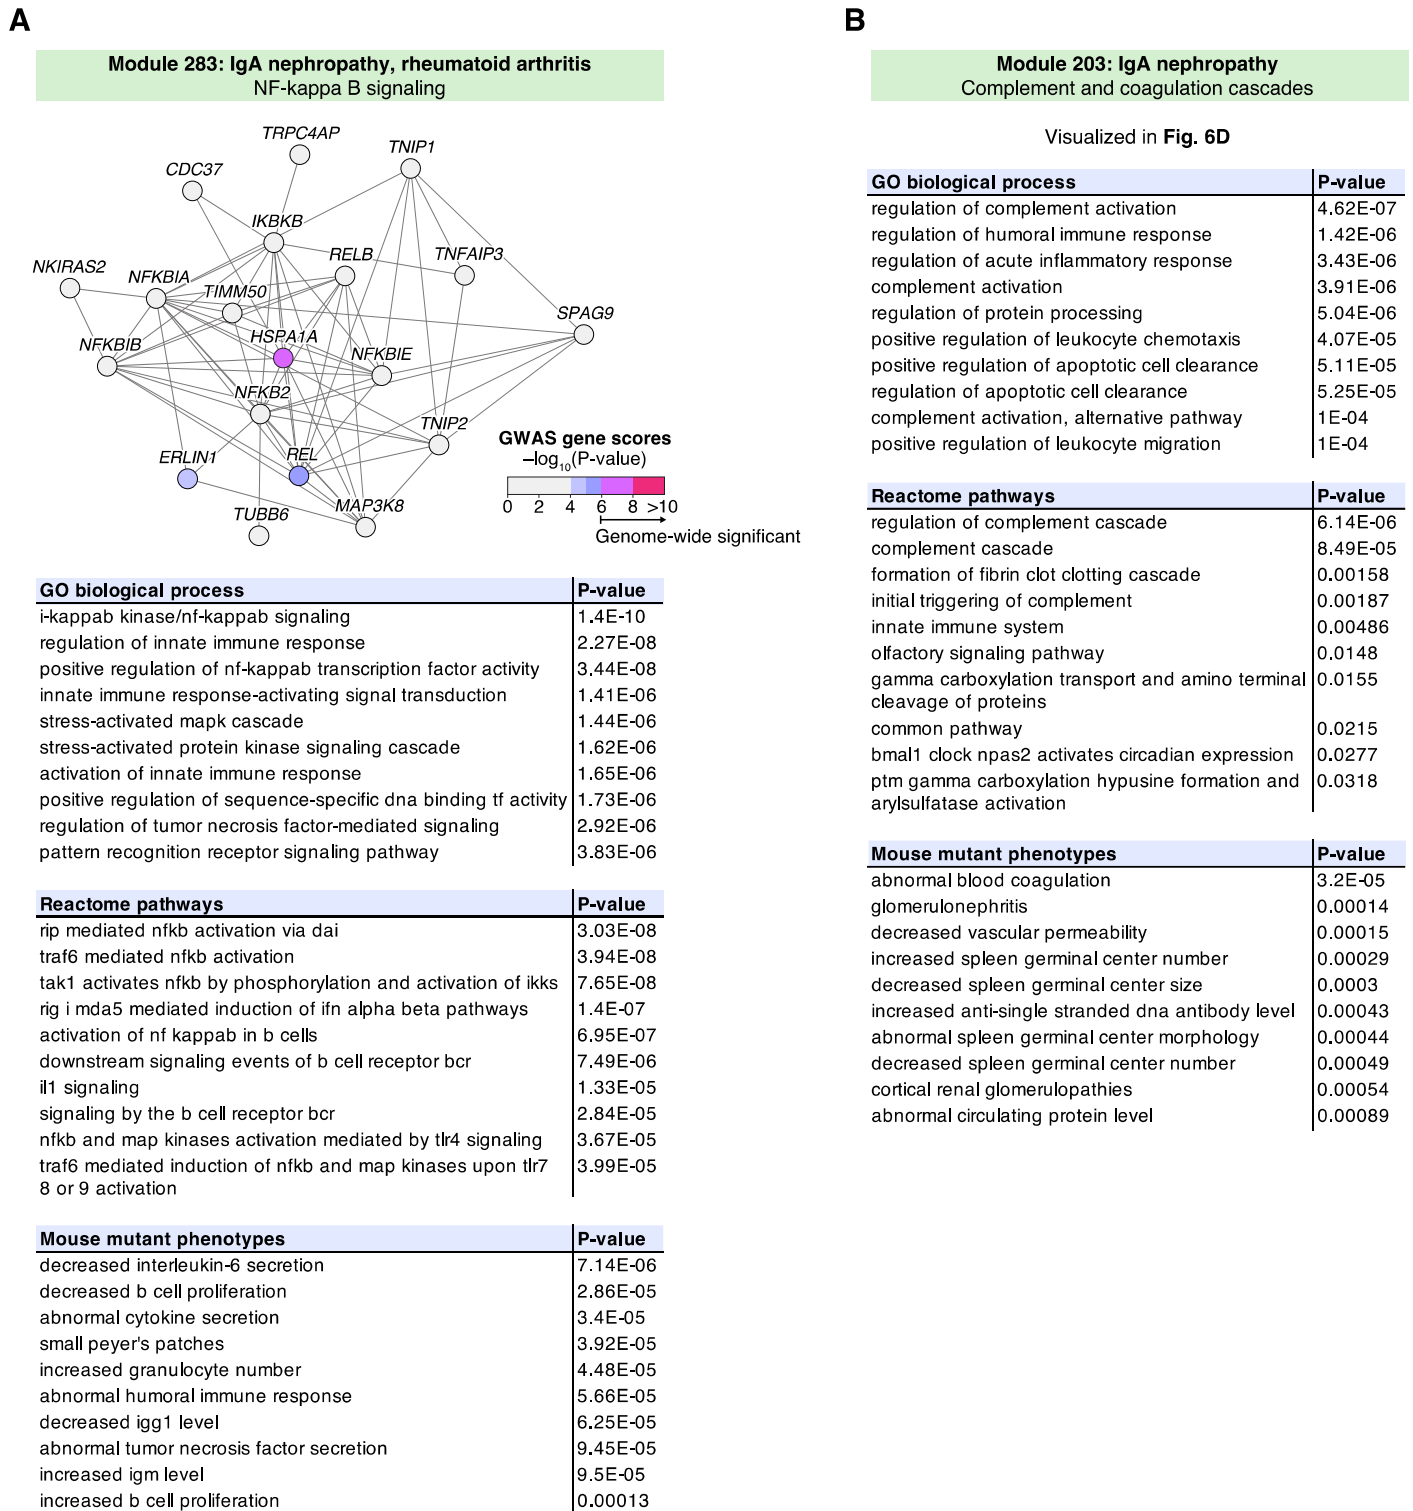 A
Module 283: IgA nephropathy, rheumatoid arthritis
NF-kappa B signaling
TRPC4AP
TNIP1
CDC37
IKBKB
RELB
TNFAIP3
NKIRAS2
NFKBIA
TIMM50
SPAG9
HSPA1A
NFKBIB
NFKBIE
NFKB2
TNIP2
ERLIN1
REL
MAP3K8
TUBB6
GWAS gene scores
–log10(P-value)
0 2 4 6 8 >10
Genome-wide significant
GO biological process P-value
i-kappab kinase/nf-kappab signaling 1.4E-10
regulation of innate immune response 2.27E-08
positive regulation of nf-kappab transcription factor activity 3.44E-08
innate immune response-activating signal transduction 1.41E-06
stress-activated mapk cascade 1.44E-06
stress-activated protein kinase signaling cascade 1.62E-06
activation of innate immune response 1.65E-06
positive regulation of sequence-specific dna binding tf activity 1.73E-06
regulation of tumor necrosis factor-mediated signaling 2.92E-06
pattern recognition receptor signaling pathway 3.83E-06
Reactome pathways P-value
rip mediated nfkb activation via dai 3.03E-08
traf6 mediated nfkb activation 3.94E-08
tak1 activates nfkb by phosphorylation and activation of ikks 7.65E-08
rig i mda5 mediated induction of ifn alpha beta pathways 1.4E-07
activation of nf kappab in b cells 6.95E-07
downstream signaling events of b cell receptor bcr 7.49E-06
il1 signaling 1.33E-05
signaling by the b cell receptor bcr 2.84E-05
nfkb and map kinases activation mediated by tlr4 signaling 3.67E-05
traf6 mediated induction of nfkb and map kinases upon tlr7 3.99E-05
8 or 9 activation
Mouse mutant phenotypes P-value
decreased interleukin-6 secretion 7.14E-06
decreased b cell proliferation 2.86E-05
abnormal cytokine secretion 3.4E-05
small peyer's patches 3.92E-05
increased granulocyte number 4.48E-05
abnormal humoral immune response 5.66E-05
decreased igg1 level 6.25E-05
abnormal tumor necrosis factor secretion 9.45E-05
increased igm level 9.5E-05
increased b cell proliferation 0.00013
B
Module 203: IgA nephropathy
Complement and coagulation cascades
Visualized in Fig. 6D
GO biological process P-value
regulation of complement activation 4.62E-07
regulation of humoral immune response 1.42E-06
regulation of acute inflammatory response 3.43E-06
complement activation 3.91E-06
regulation of protein processing 5.04E-06
positive regulation of leukocyte chemotaxis 4.07E-05
positive regulation of apoptotic cell clearance 5.11E-05
regulation of apoptotic cell clearance 5.25E-05
complement activation, alternative pathway 1E-04
positive regulation of leukocyte migration 1E-04
Reactome pathways P-value
regulation of complement cascade 6.14E-06
complement cascade 8.49E-05
formation of fibrin clot clotting cascade 0.00158
initial triggering of complement 0.00187
innate immune system 0.00486
olfactory signaling pathway 0.0148
gamma carboxylation transport and amino terminal 0.0155
cleavage of proteins
common pathway 0.0215
bmal1 clock npas2 activates circadian expression 0.0277
ptm gamma carboxylation hypusine formation and 0.0318
arylsulfatase activation
Mouse mutant phenotypes P-value
abnormal blood coagulation 3.2E-05
glomerulonephritis 0.00014
decreased vascular permeability 0.00015
increased spleen germinal center number 0.00029
decreased spleen germinal center size 0.0003
increased anti-single stranded dna antibody level 0.00043
abnormal spleen germinal center morphology 0.00044
decreased spleen germinal center number 0.00049
cortical renal glomerulopathies 0.00054
abnormal circulating protein level 0.00089